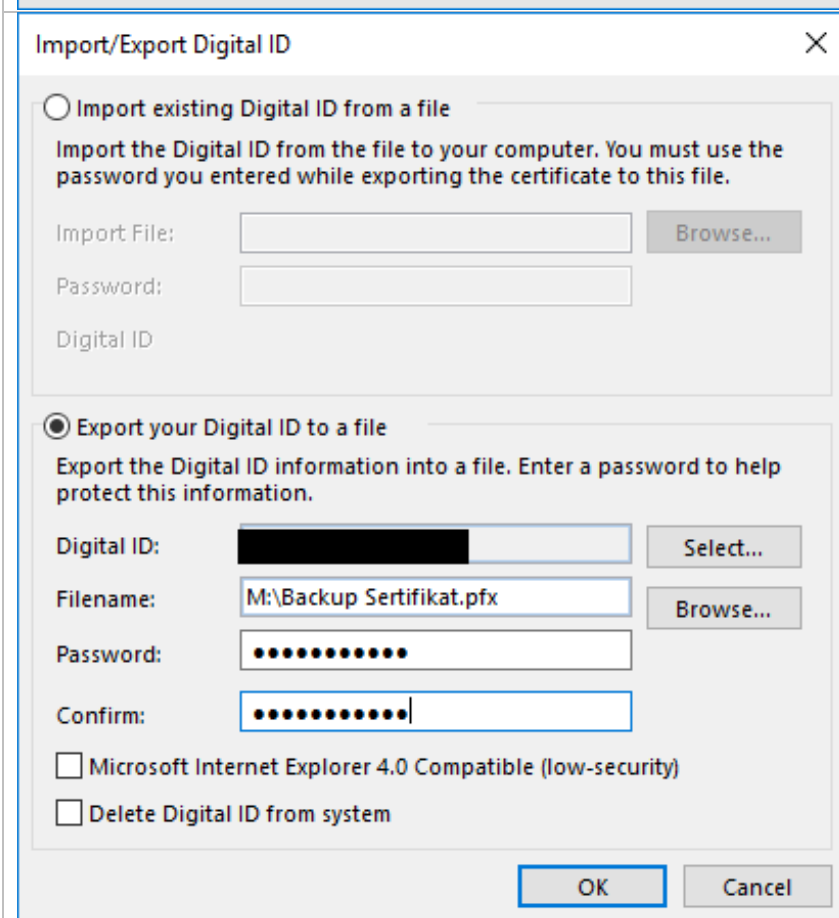 Import/Export Digital ID
Import existing Digital ID from a file
Import the Digital ID from the file to your computer. You must use the
password you entered while exporting the certificate to this file.
Import File:
Browse...
Password:
Digital ID
Export your Digital ID to a file
Export the Digital ID information into a file. Enter a password to help
protect this information.
Digital ID:
Select...
Filename: M:\Backup Sertifikat.pfx
Browse...
Password: ●●●●●●●●●●●
Confirm: ●●●●●●●●●●●
Microsoft Internet Explorer 4.0 Compatible (low-security)
Delete Digital ID from system
OK Cancel